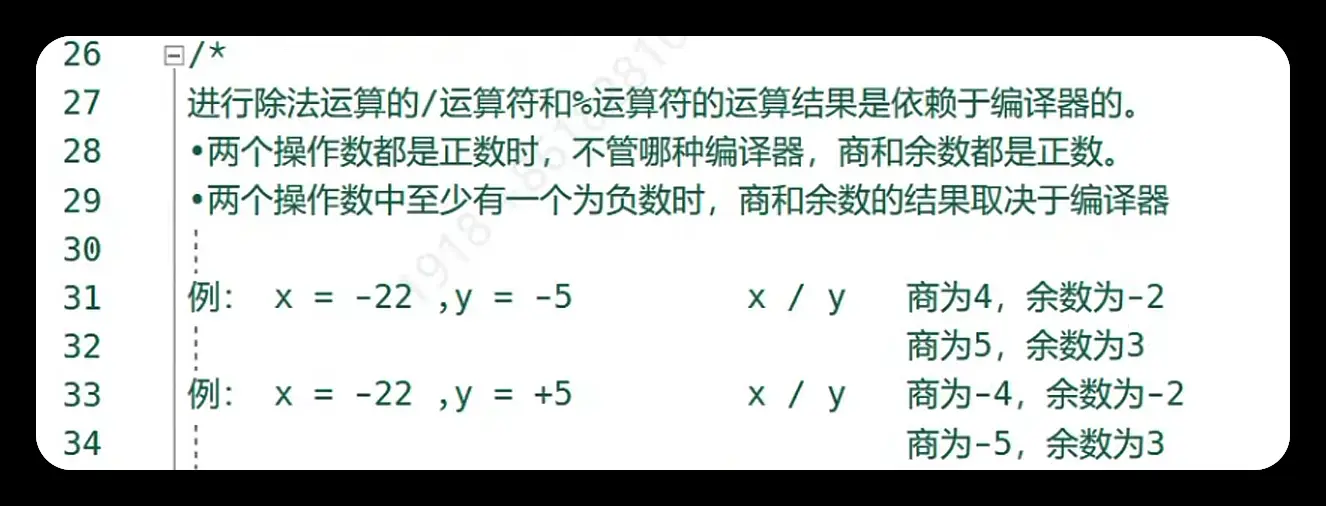 26 /*
27 进行除法运算的/运算符和%运算符的运算结果是依赖于编译器的。
28 •两个操作数都是正数时，不管哪种编译器，商和余数都是正数。
29 •两个操作数中至少有一个为负数时，商和余数的结果取决于编译器
30
31 例： x = -22 ,y = -5 x / y 商为4，余数为-2
32 商为5，余数为3
33 例： x = -22 ,y = +5 x / y 商为-4，余数为-2
34 商为-5，余数为3